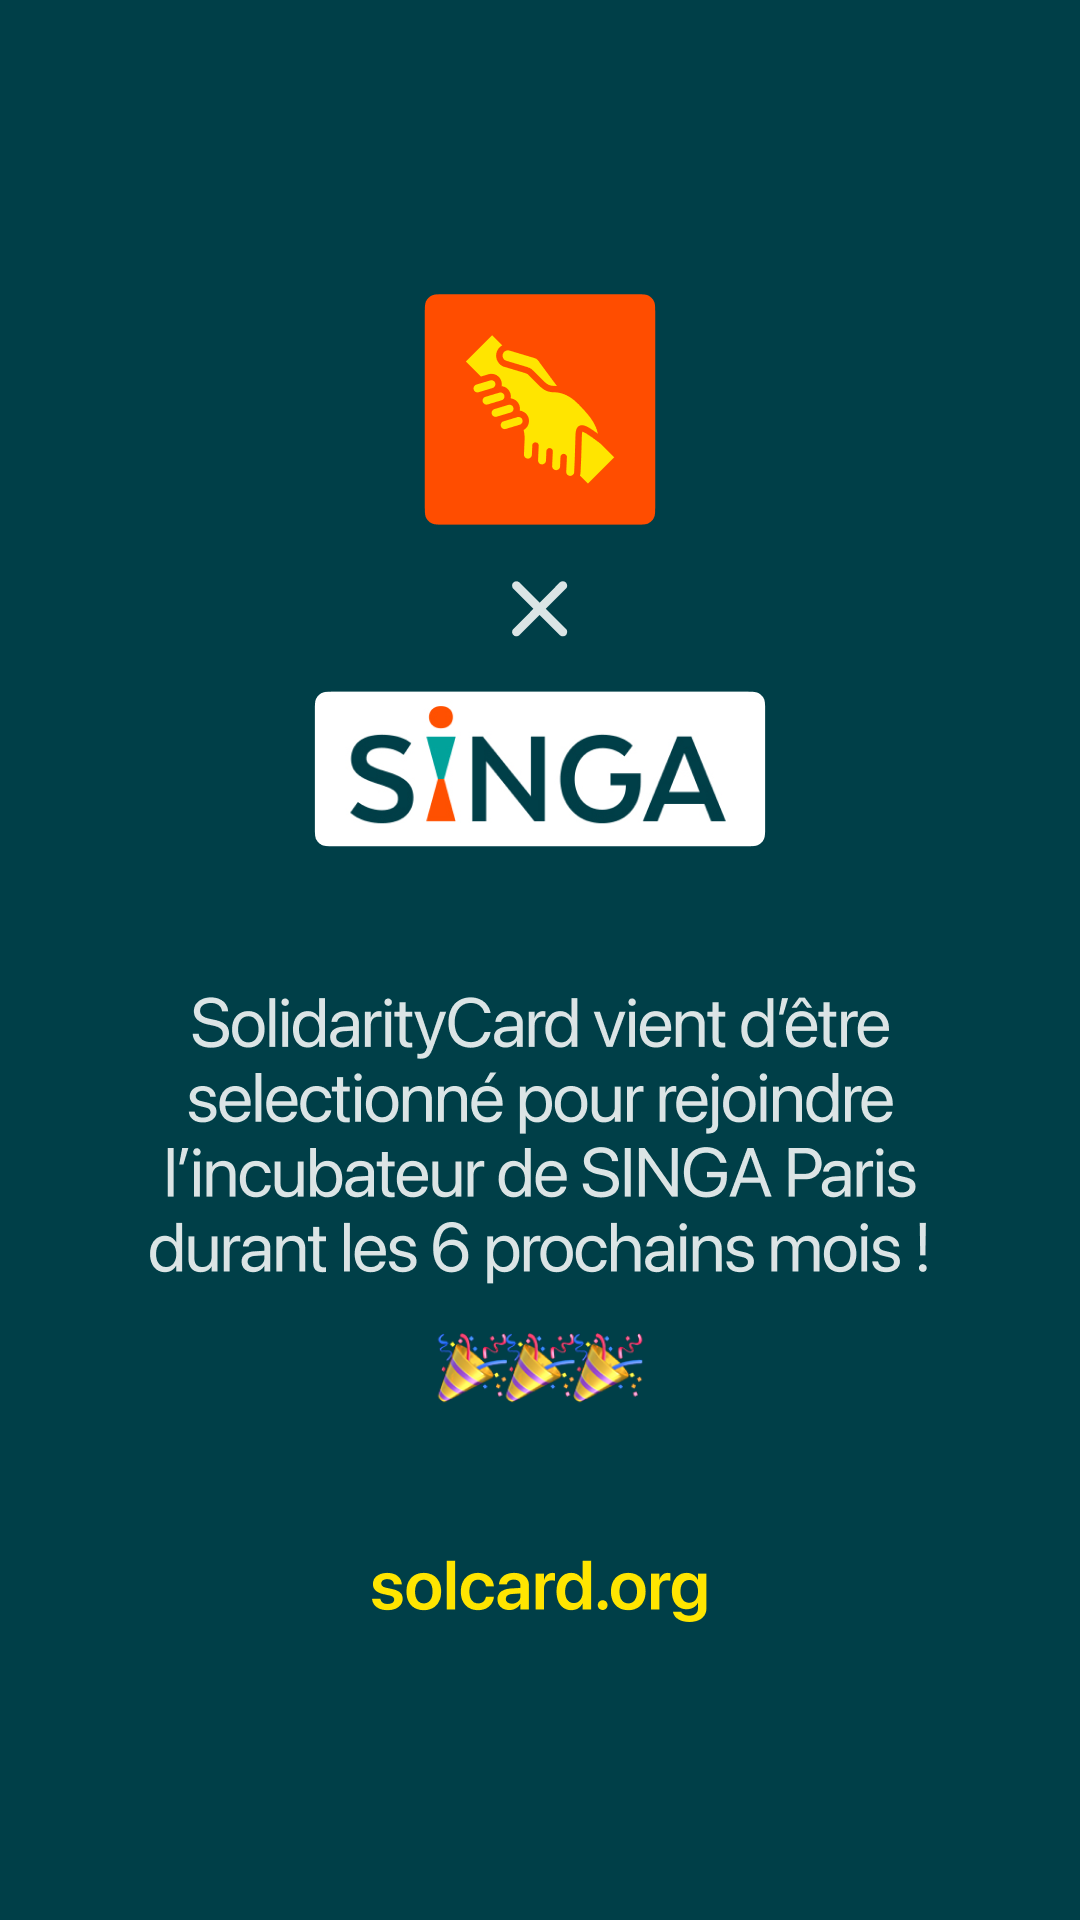 SINGA
SolidarityCard vient d’être
selectionné pour rejoindre
l’incubateur de SINGA Paris
durant les 6 prochains mois !
🎉🎉🎉
solcard.org